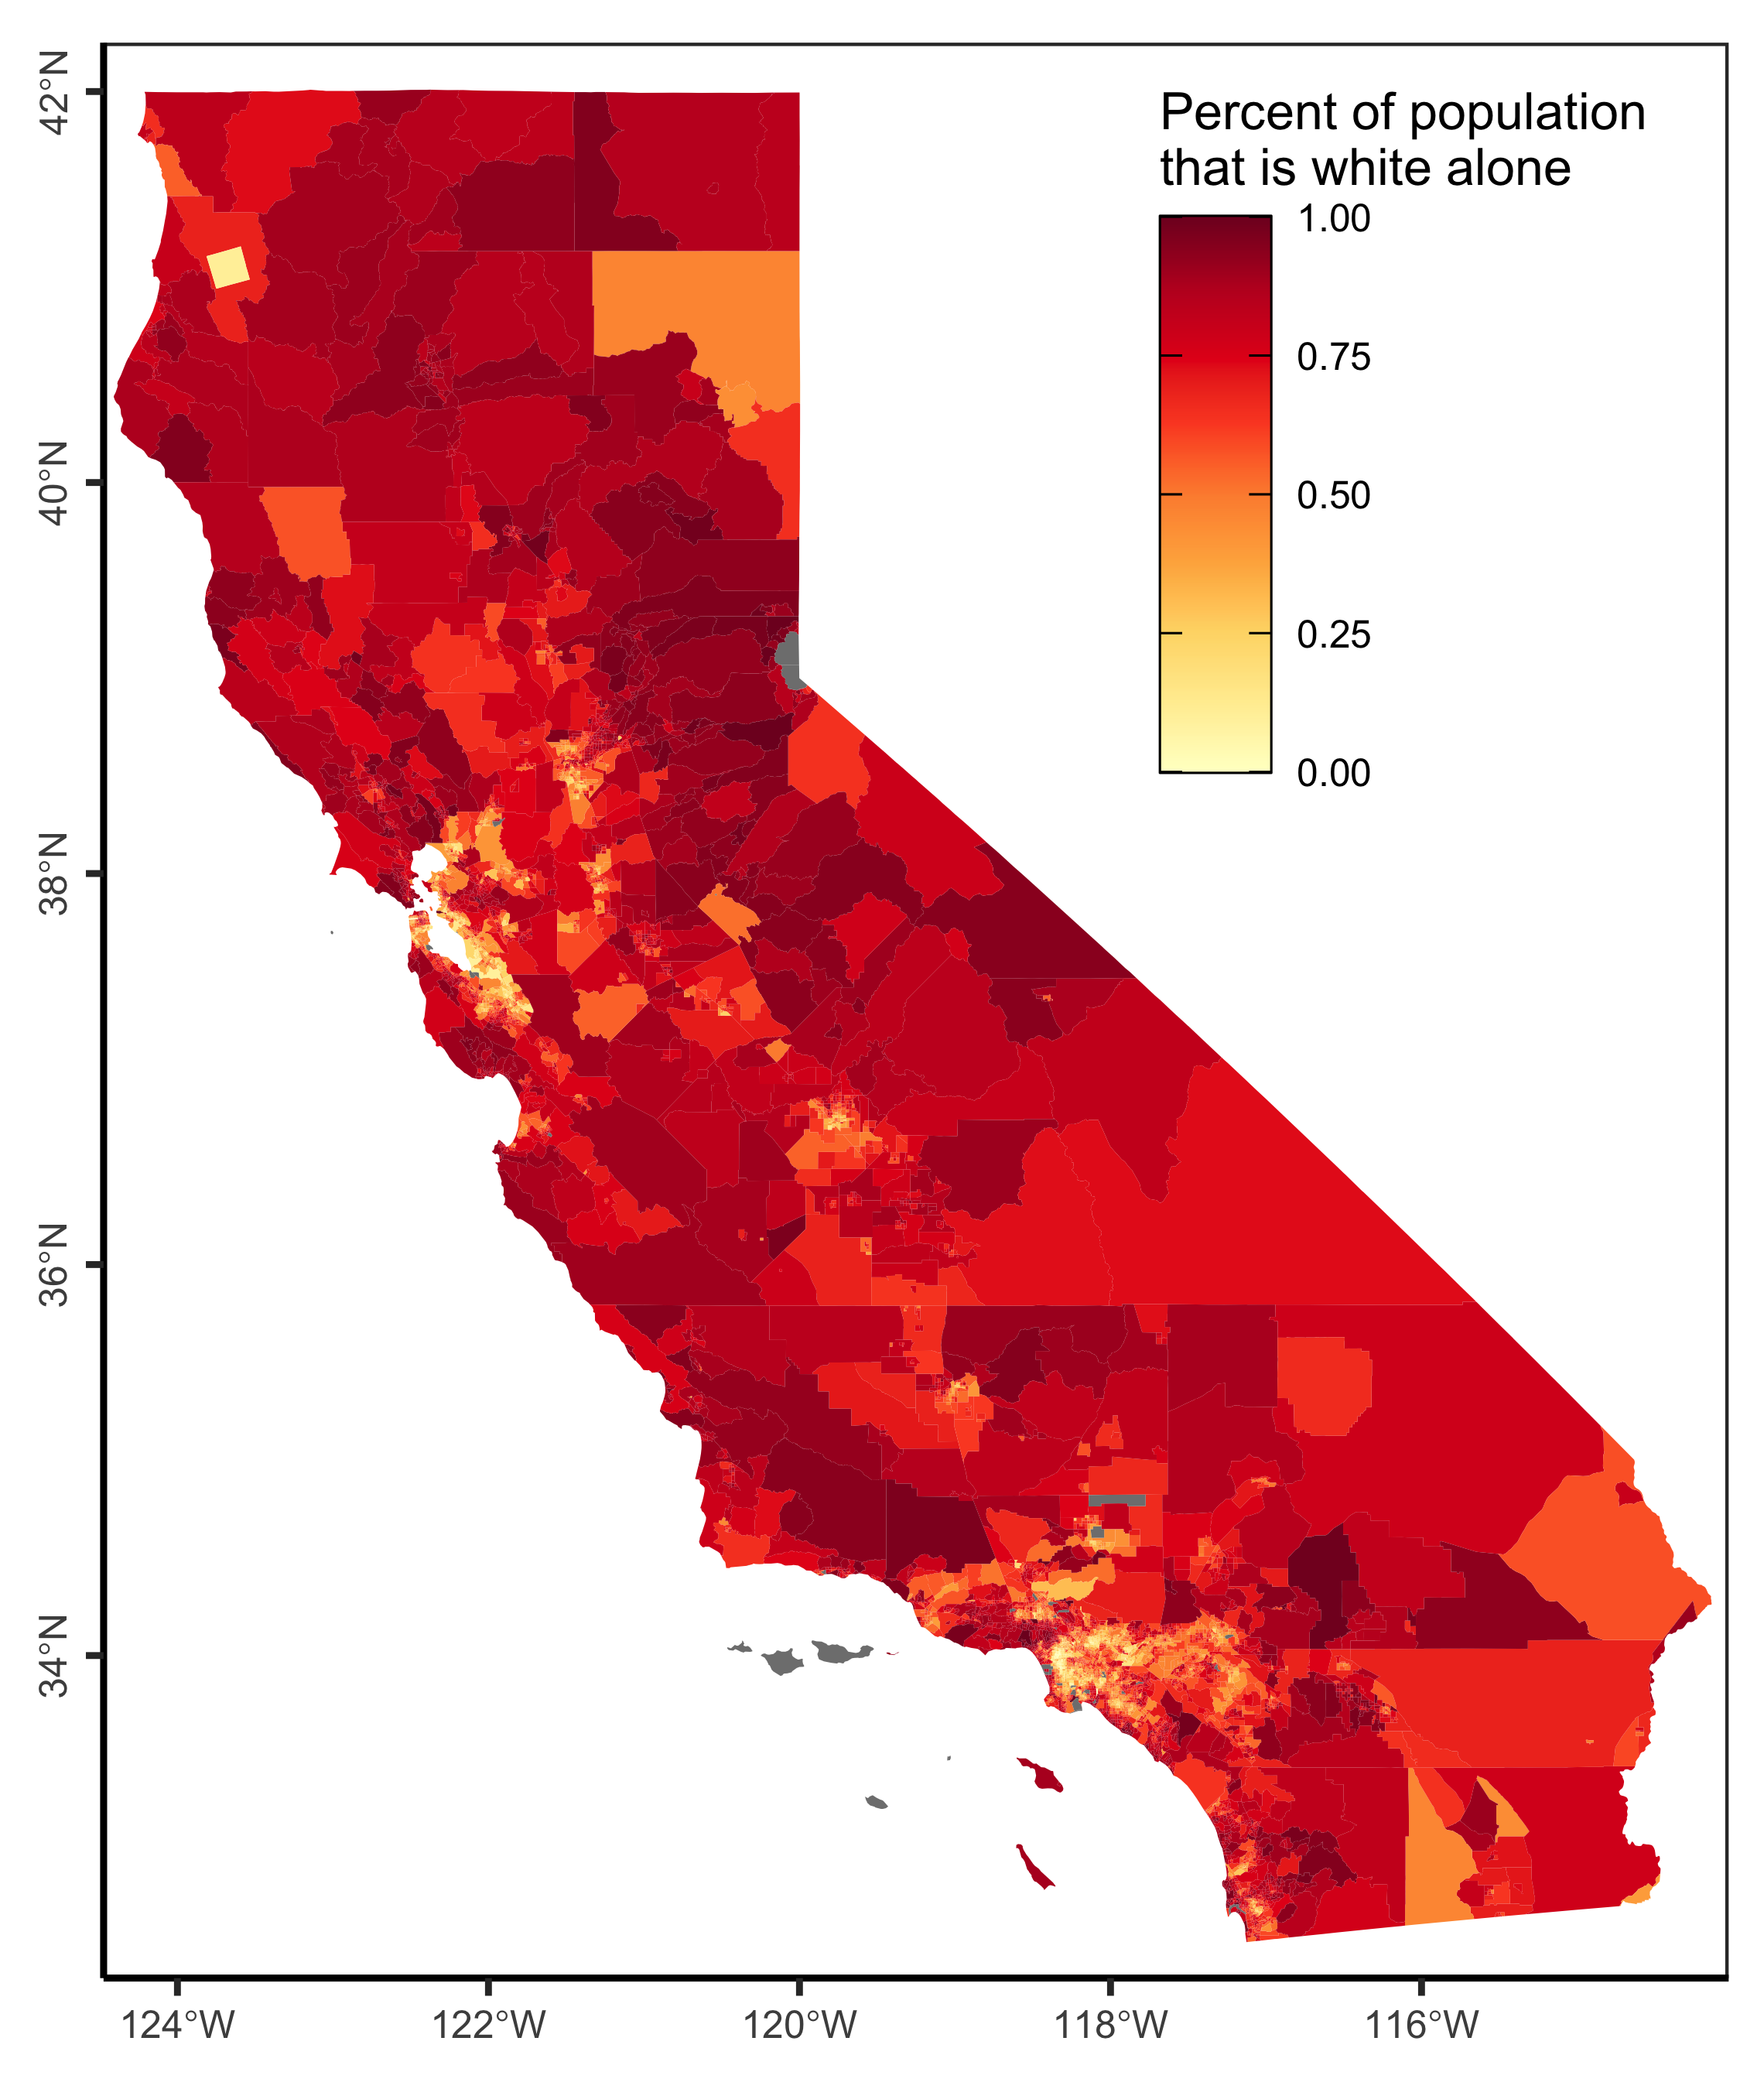 Percent of population
that is white alone
1.00
0.75
0.50
0.25
0.00
42°N
40°N
38°N
36°N
34°N
124°W
122°W
120°W
118°W
116°W